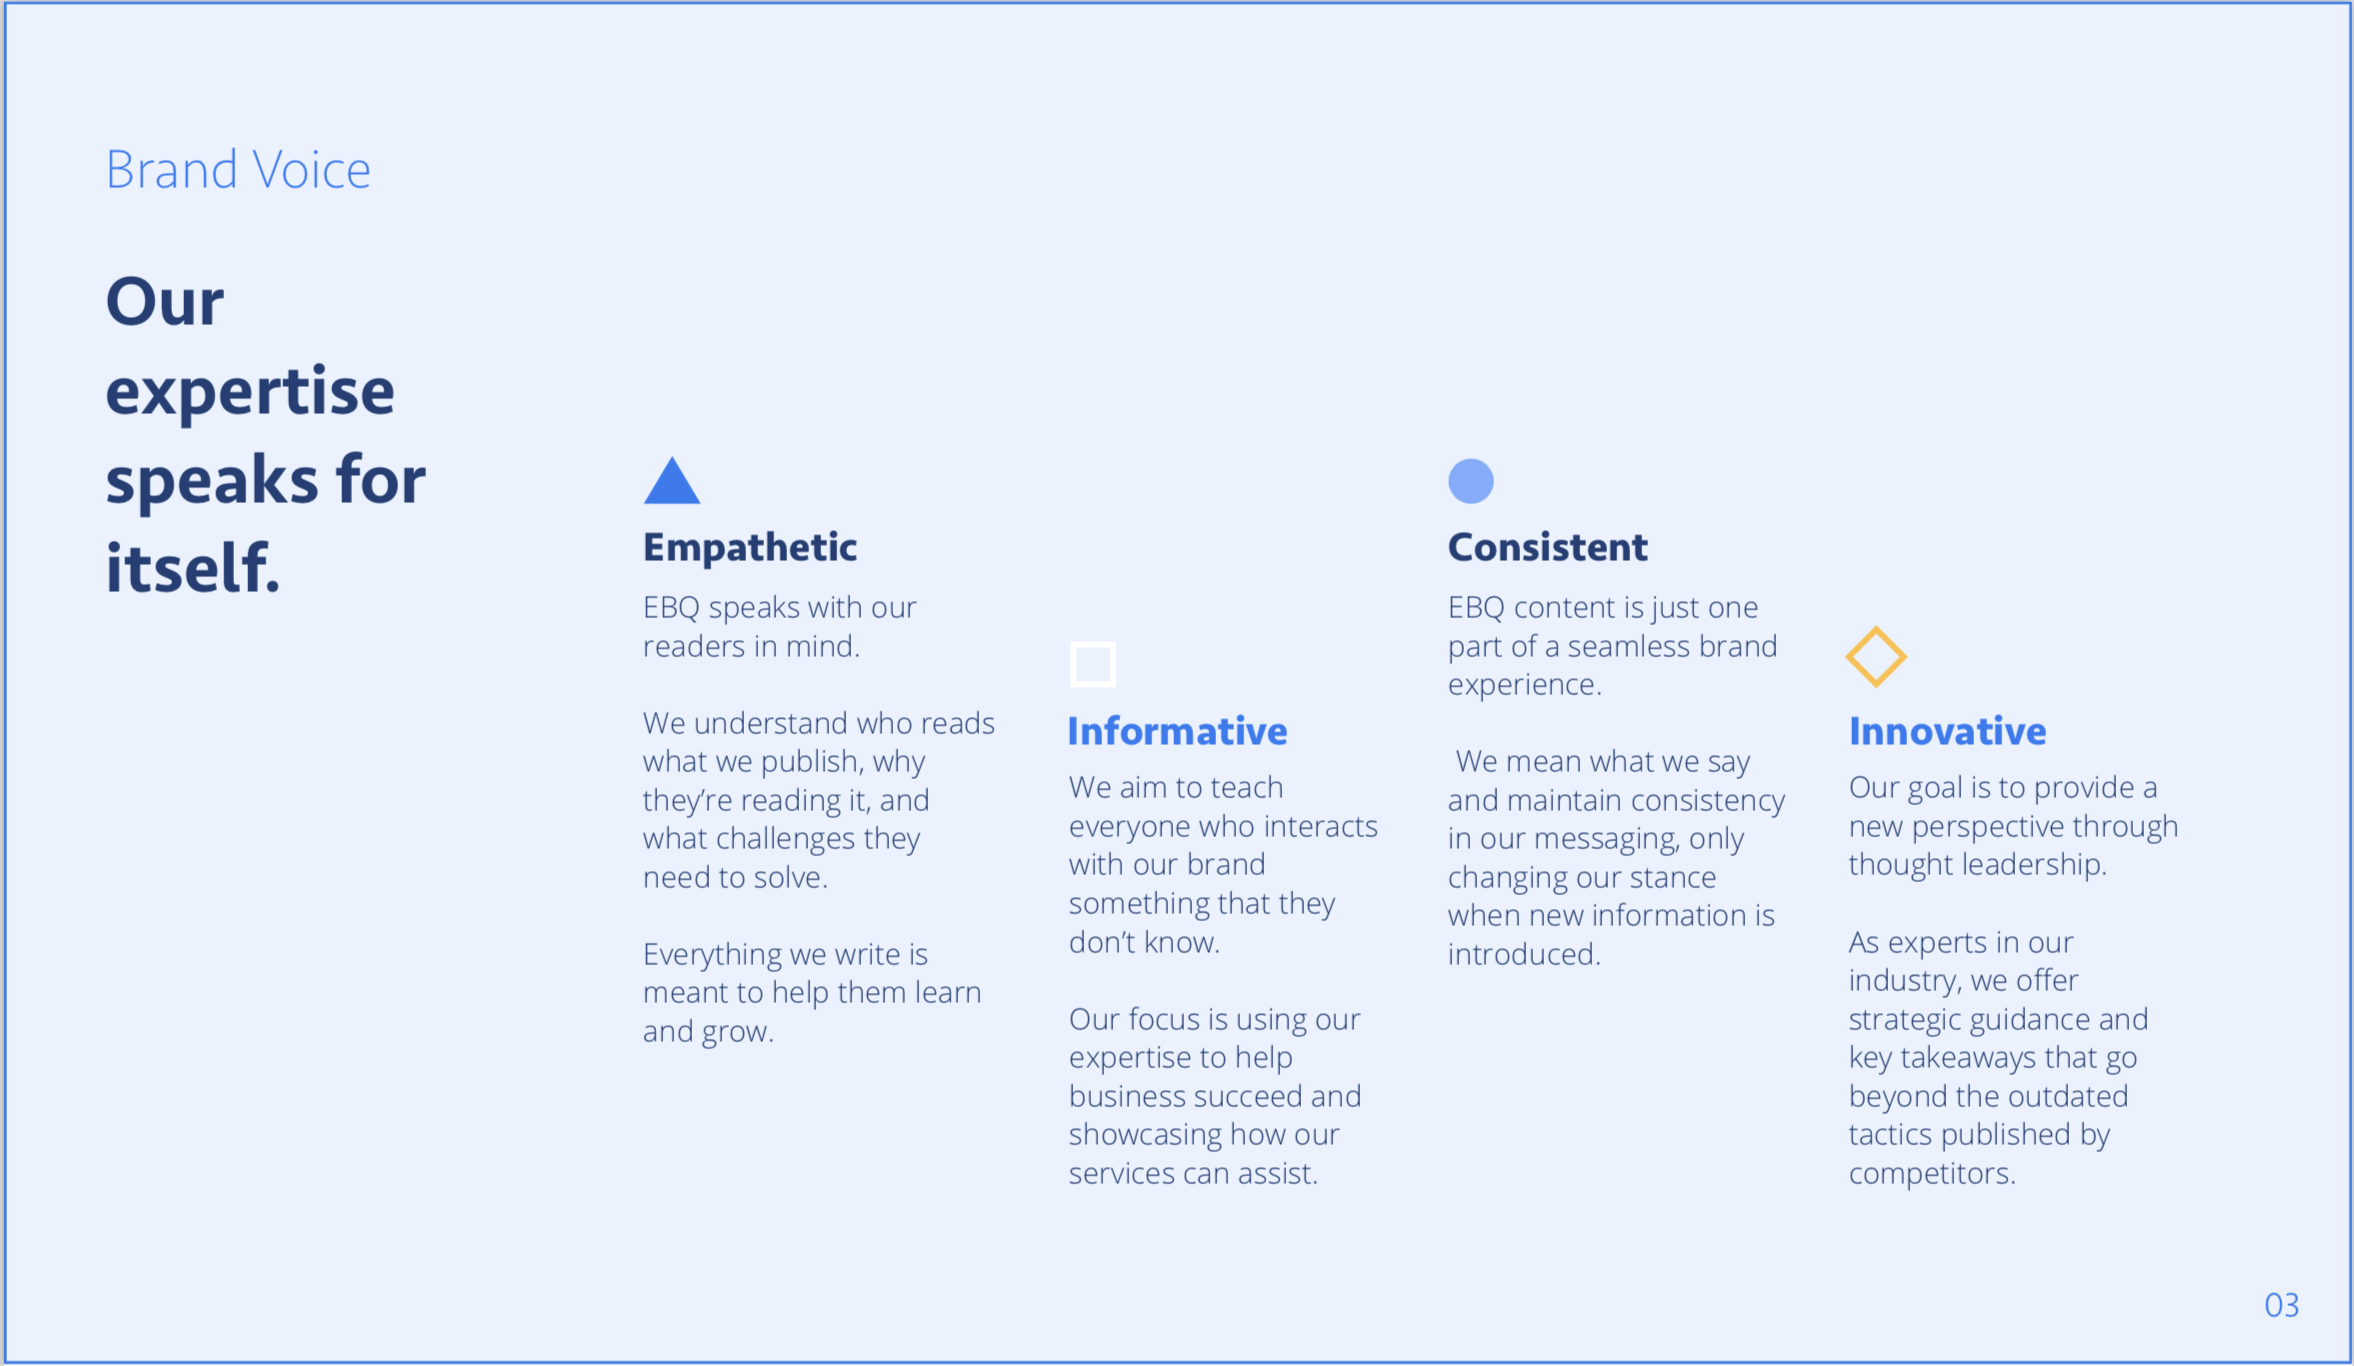 Brand Voice
Our
expertise
speaks for
itself.
Empathetic
EBQ speaks with our
readers in mind.
We understand who reads
what we publish, why
they’re reading it, and
what challenges they
need to solve.
Everything we write is
meant to help them learn
and grow.
Informative
We aim to teach
everyone who interacts
with our brand
something that they
don’t know.
Our focus is using our
expertise to help
business succeed and
showcasing how our
services can assist.
Consistent
EBQ content is just one
part of a seamless brand
experience.
We mean what we say
and maintain consistency
in our messaging, only
changing our stance
when new information is
introduced.
Innovative
Our goal is to provide a
new perspective through
thought leadership.
As experts in our
industry, we offer
strategic guidance and
key takeaways that go
beyond the outdated
tactics published by
competitors.
03